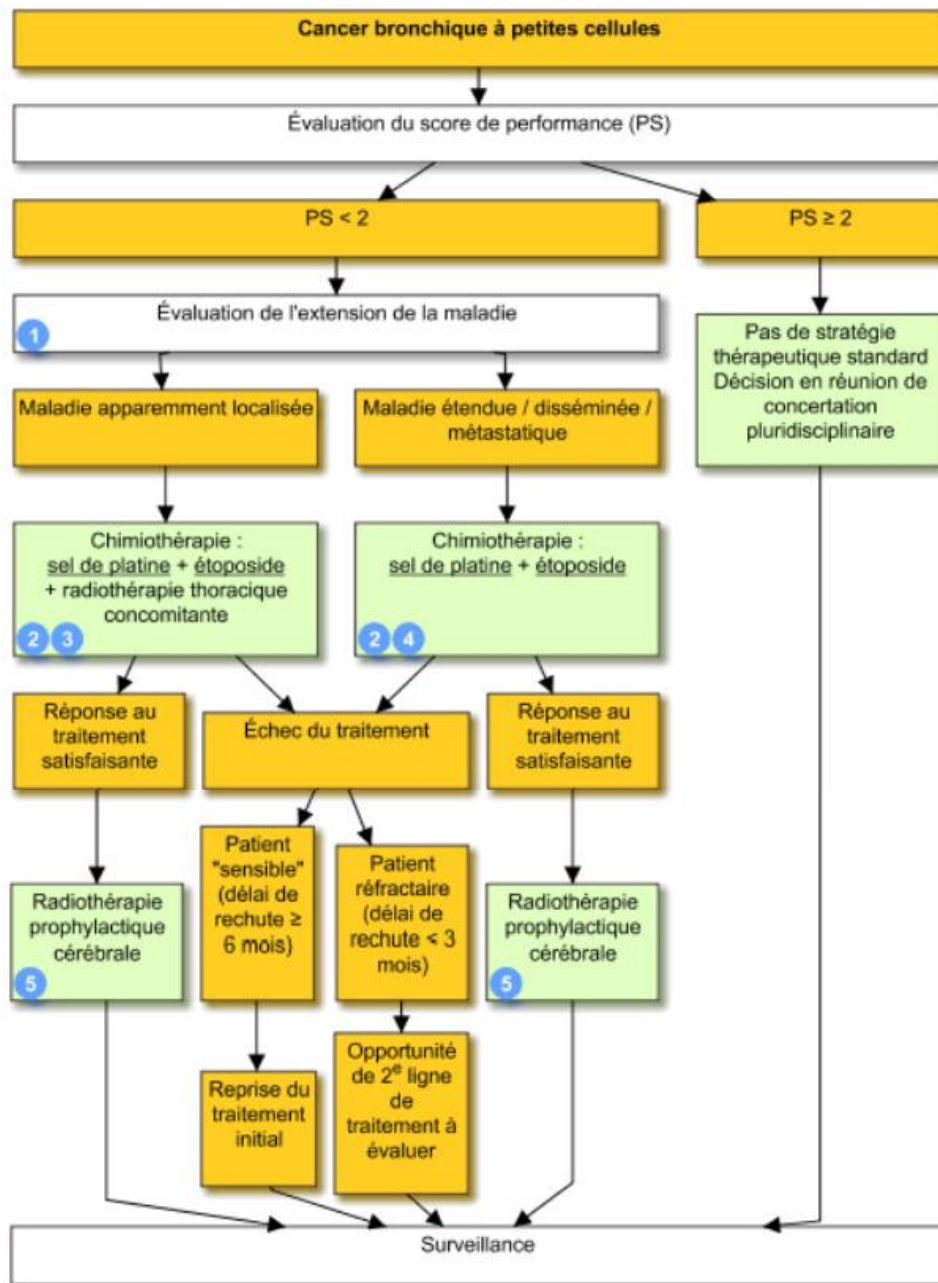 Cancer bronchique à petites cellules
Évaluation du score de performance (PS)
PS < 2
PS ≥ 2
Évaluation de l'extension de la maladie
1
Pas de stratégie
thérapeutique standard
Décision en réunion de
concertation
pluridisciplinaire
Maladie apparemment localisée
Maladie étendue / disséminée /
métastatique
Chimiothérapie :
sel de platine + étoposide
+ radiothérapie thoracique
concomitante
2 3
Chimiothérapie :
sel de platine + étoposide
2 4
Réponse au
traitement
satisfaisante
Échec du traitement
Réponse au
traitement
satisfaisante
Patient
"sensible"
(délai de
rechute ≥
6 mois)
Patient
réfractaire
(délai de
rechute < 3
mois)
Radiothérapie
prophylactique
cérébrale
5
Radiothérapie
prophylactique
cérébrale
5
Reprise du
traitement
initial
Opportunité
de 2e ligne
de
traitement à
évaluer
Surveillance